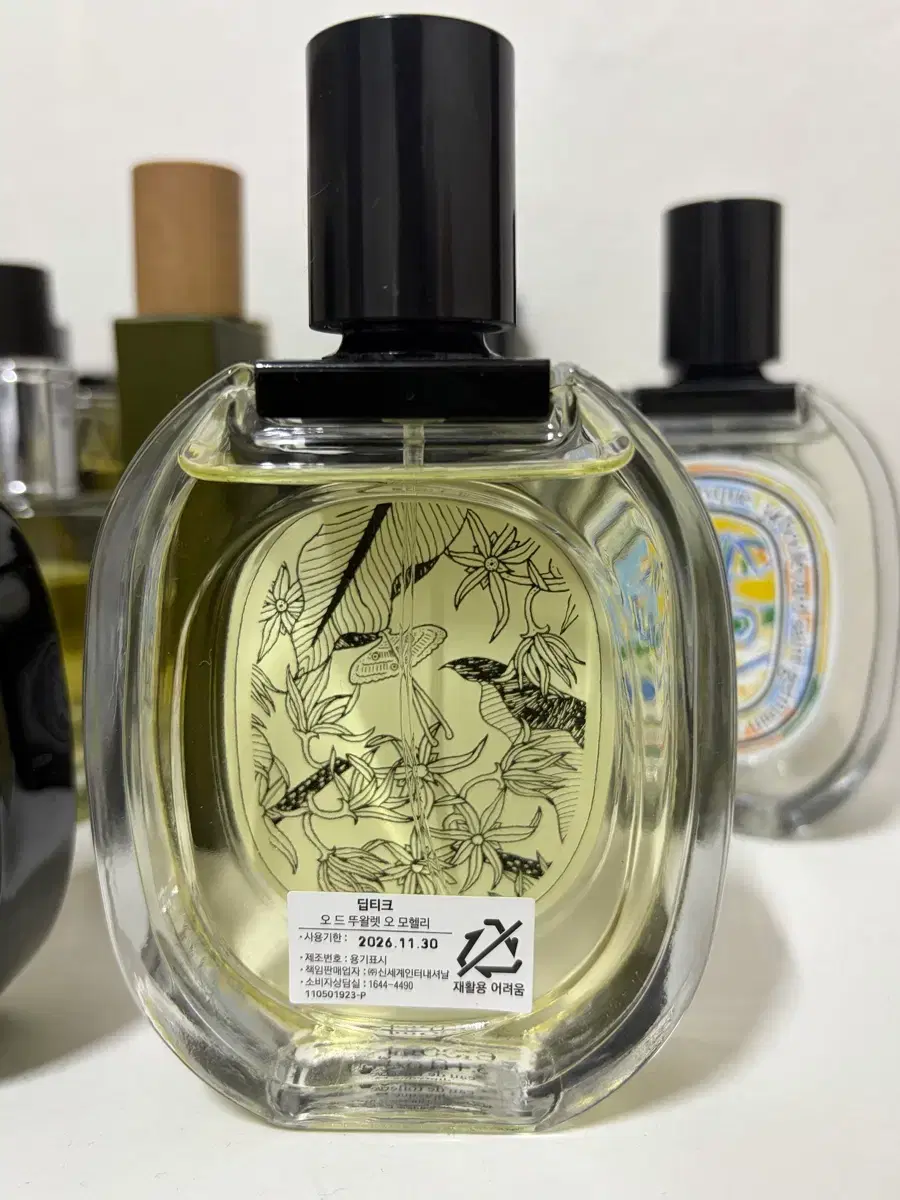 딥티크
오 드 뚜왈렛 오 모헬리
• 사용기한 : 2026.11.30
• 제조번호 : 용기표시
• 책임판매업자 : ㈜신세계인터내셔날
• 소비자상담실 : 1644-4490
110501923-P
재활용 어려움